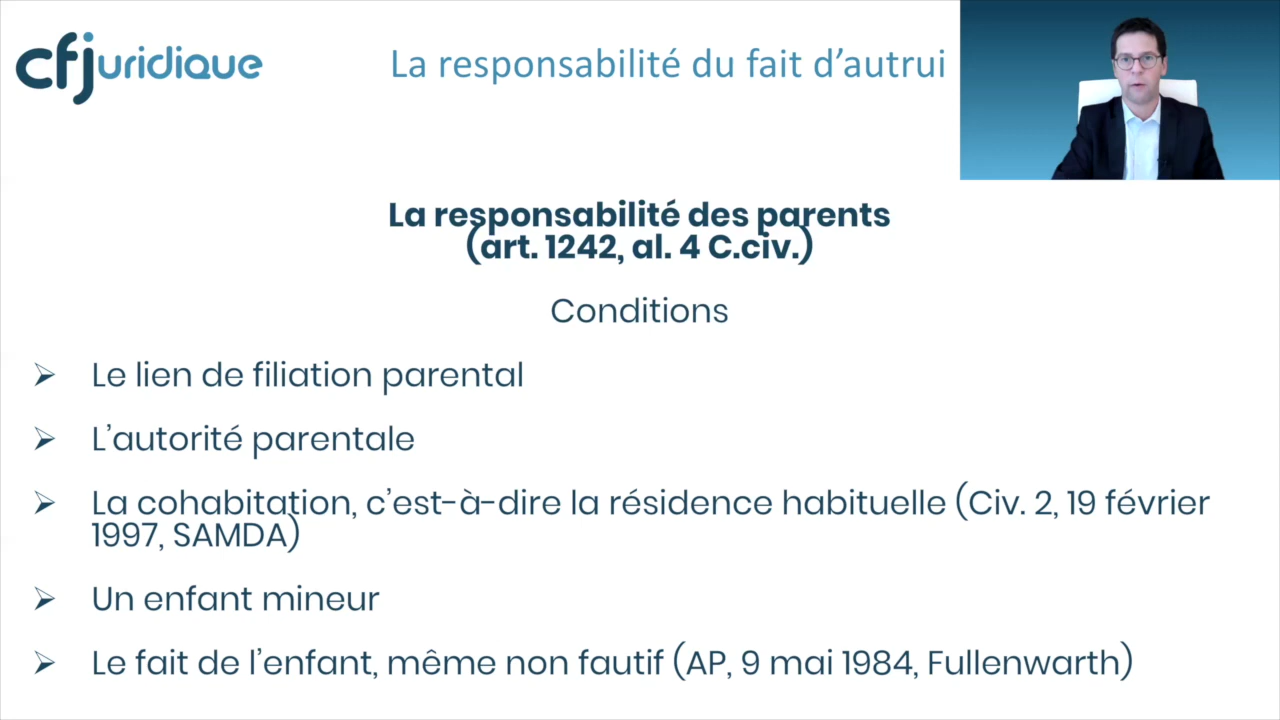 cfjuridique
La responsabilité du fait d’autrui
La responsabilité des parents
(art. 1242, al. 4 C.civ.)
Conditions
➢ Le lien de filiation parental
➢ L’autorité parentale
➢ La cohabitation, c’est-à-dire la résidence habituelle (Civ. 2, 19 février
1997, SAMDA)
➢ Un enfant mineur
➢ Le fait de l’enfant, même non fautif (AP, 9 mai 1984, Fullenwarth)